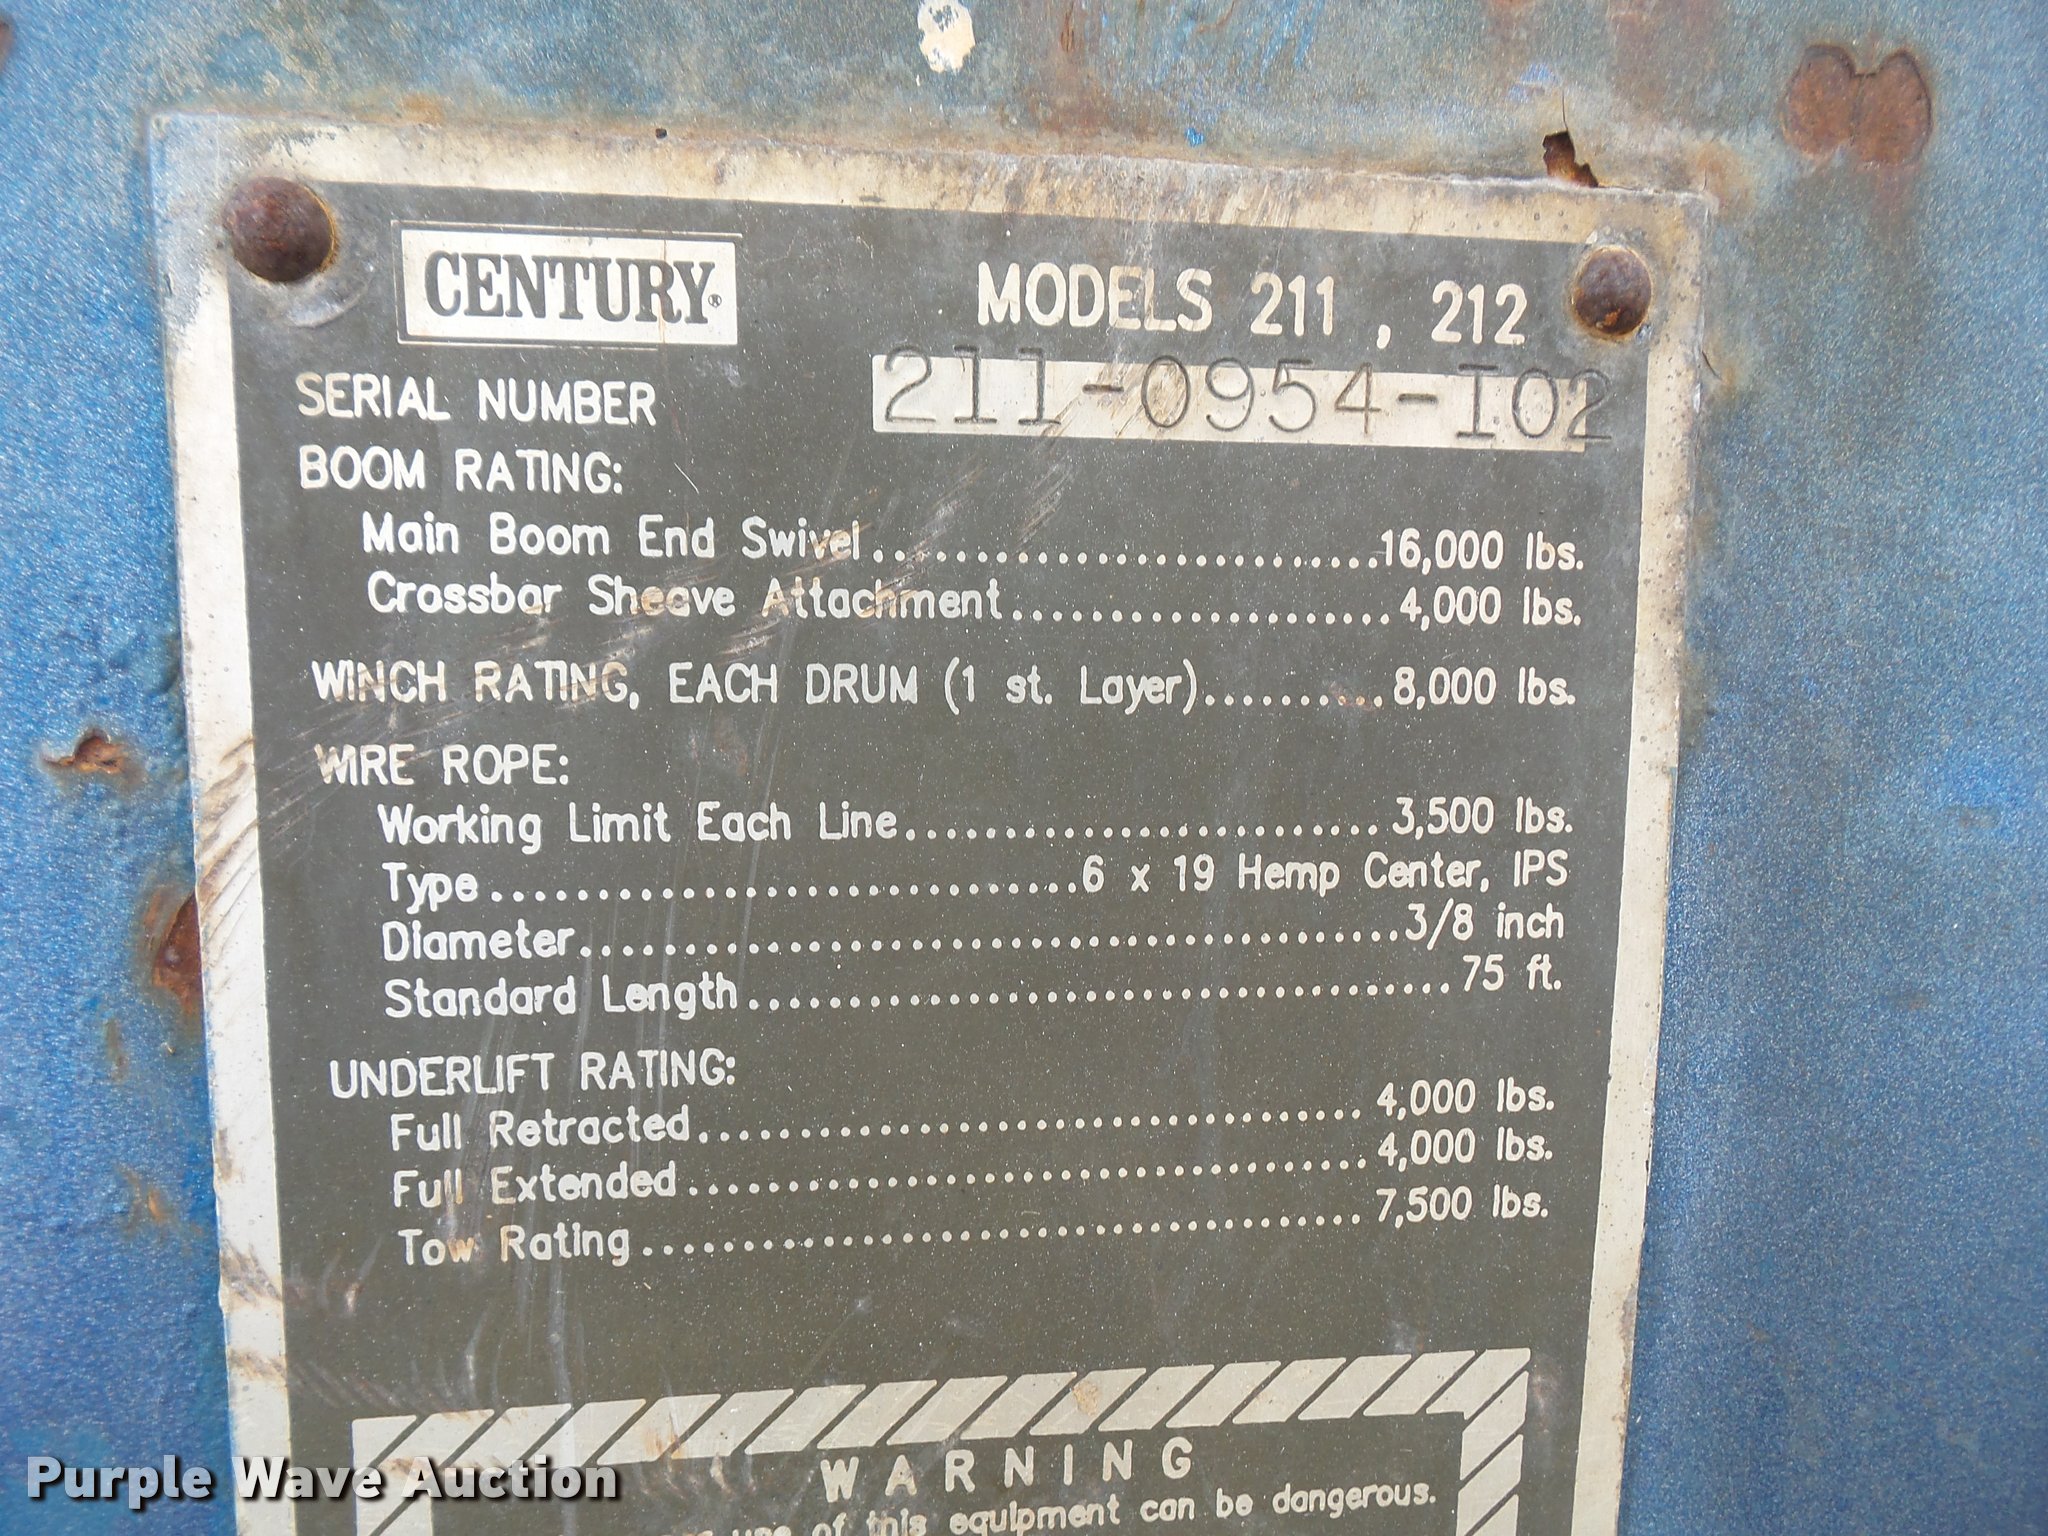 CENTURY®
MODELS 211 , 212
SERIAL NUMBER 211-0954-I02
BOOM RATING:
Main Boom End Swivel..............................16,000 lbs.
Crossbar Sheave Attachment....................4,000 lbs.
WINCH RATING, EACH DRUM (1 st. Layer)..........8,000 lbs.
WIRE ROPE:
Working Limit Each Line............................3,500 lbs.
Type..............................6 x 19 Hemp Center, IPS
Diameter.......................................3/8 inch
Standard Length.....................................75 ft.
UNDERLIFT RATING:
Full Retracted...................................4,000 lbs.
Full Extended....................................4,000 lbs.
Tow Rating.......................................7,500 lbs.
WARNING
use of this equipment can be dangerous.
Purple Wave Auction